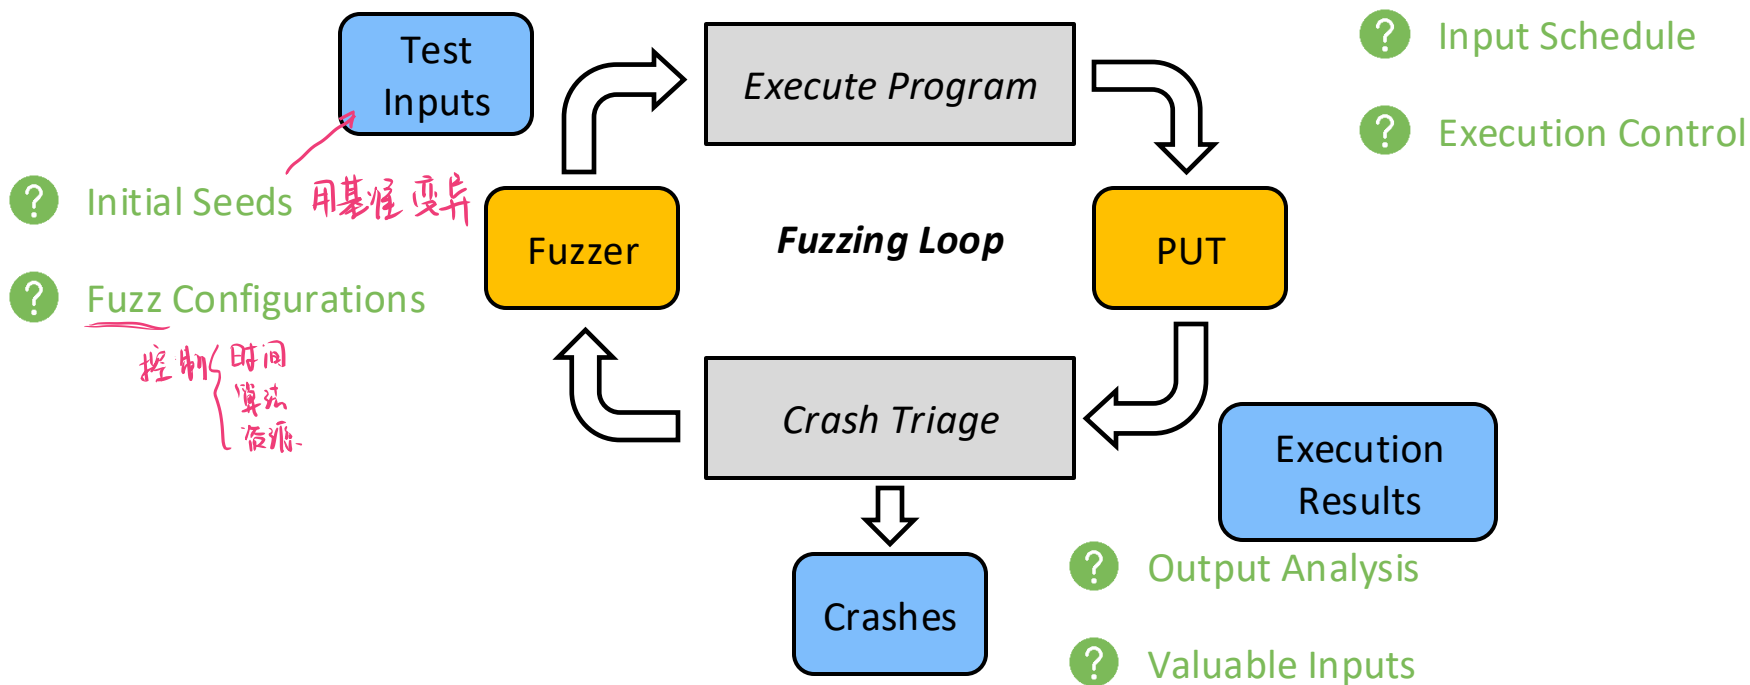 Test
Inputs
Execute Program
? Input Schedule
? Execution Control
? Initial Seeds 用基准变异
Fuzzer
Fuzzing Loop
PUT
? Fuzz Configurations
控制 { 时间
算法
资源
Crash Triage
Execution
Results
Crashes
? Output Analysis
? Valuable Inputs